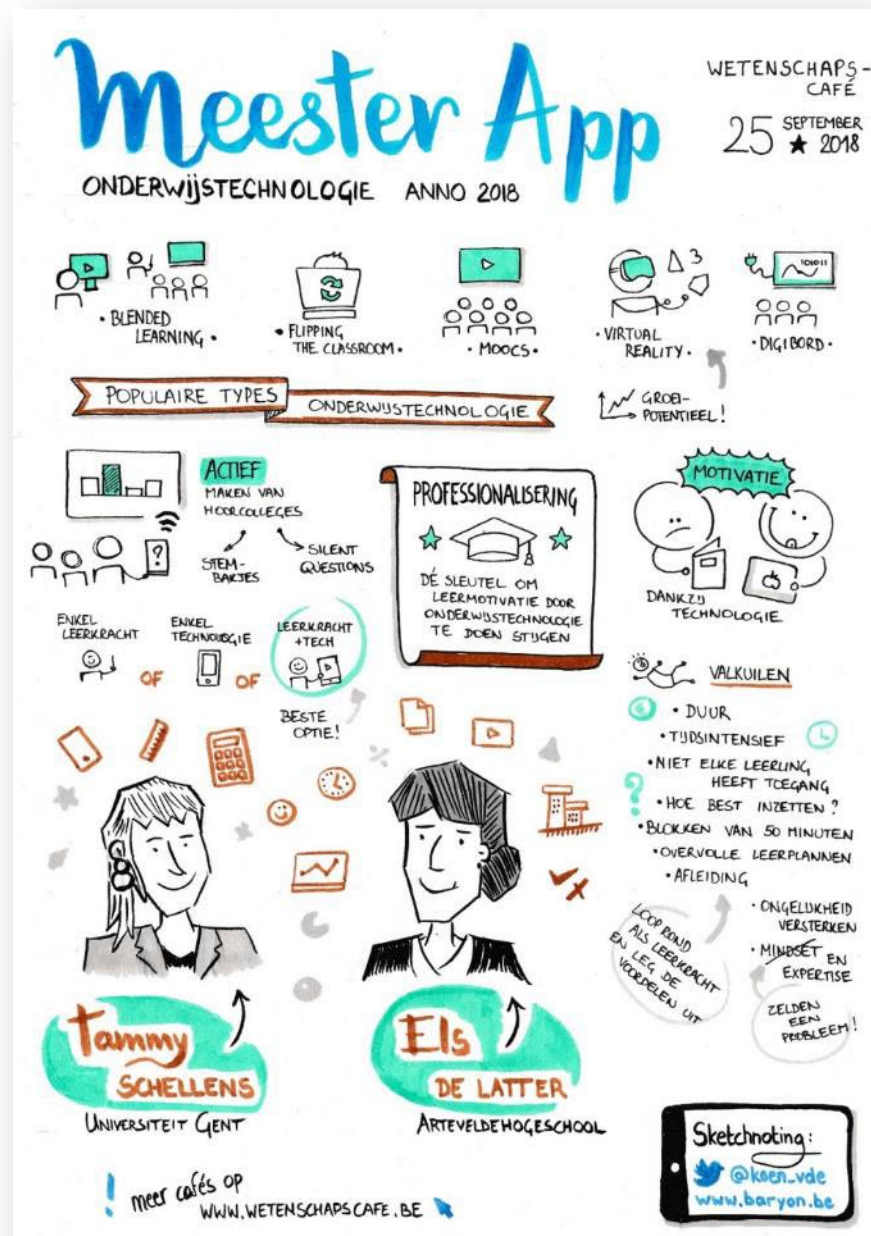 Meester App
WETENSCHAPS-
CAFÉ
25 SEPTEMBER
★ 2018
ONDERWIJSTECHNOLOGIE ANNO 2018
• BLENDED
LEARNING •
• FLIPPING
THE CLASSROOM •
• MOOCS •
• VIRTUAL
REALITY •
3
01011
• DIGIBORD •
GROEI-
POTENTIEEL!
POPULAIRE TYPES
ONDERWIJSTECHNOLOGIE
ACTIEF
MAKEN VAN
HOORCOLLEGES
?
STEM-
BAKJES
SILENT
QUESTIONS
PROFESSIONALISERING
DÉ SLEUTEL OM
LEERMOTIVATIE DOOR
ONDERWIJSTECHNOLOGIE
TE DOEN STIJGEN
MOTIVATIE
DANKZIJ
TECHNOLOGIE
ENKEL
LEERKRACHT
OF
ENKEL
TECHNOLOGIE
OF
LEERKRACHT
+TECH
BESTE
OPTIE!
VALKUILEN
€
• DUUR
• TIJDSINTENSIEF
• NIET ELKE LEERLING
HEEFT TOEGANG
?
• HOE BEST INZETTEN?
• BLOKKEN VAN 50 MINUTEN
• OVERVOLLE LEERPLANNEN
• AFLEIDING
• ONGELIJKHEID
VERSTERKEN
• MINDSET EN
EXPERTISE
LOOP ROND
ALS LEERKRACHT
EN LEG DE
VOORDELEN UIT
ZELDEN
EEN
PROBLEEM!
%
Tammy
SCHELLENS
UNIVERSITEIT GENT
Els
DE LATTER
ARTEVELDEHOGESCHOOL
! meer cafés op
WWW.WETENSCHAPSCAFE.BE
Sketchnoting:
@koen_vde
www.baryon.be